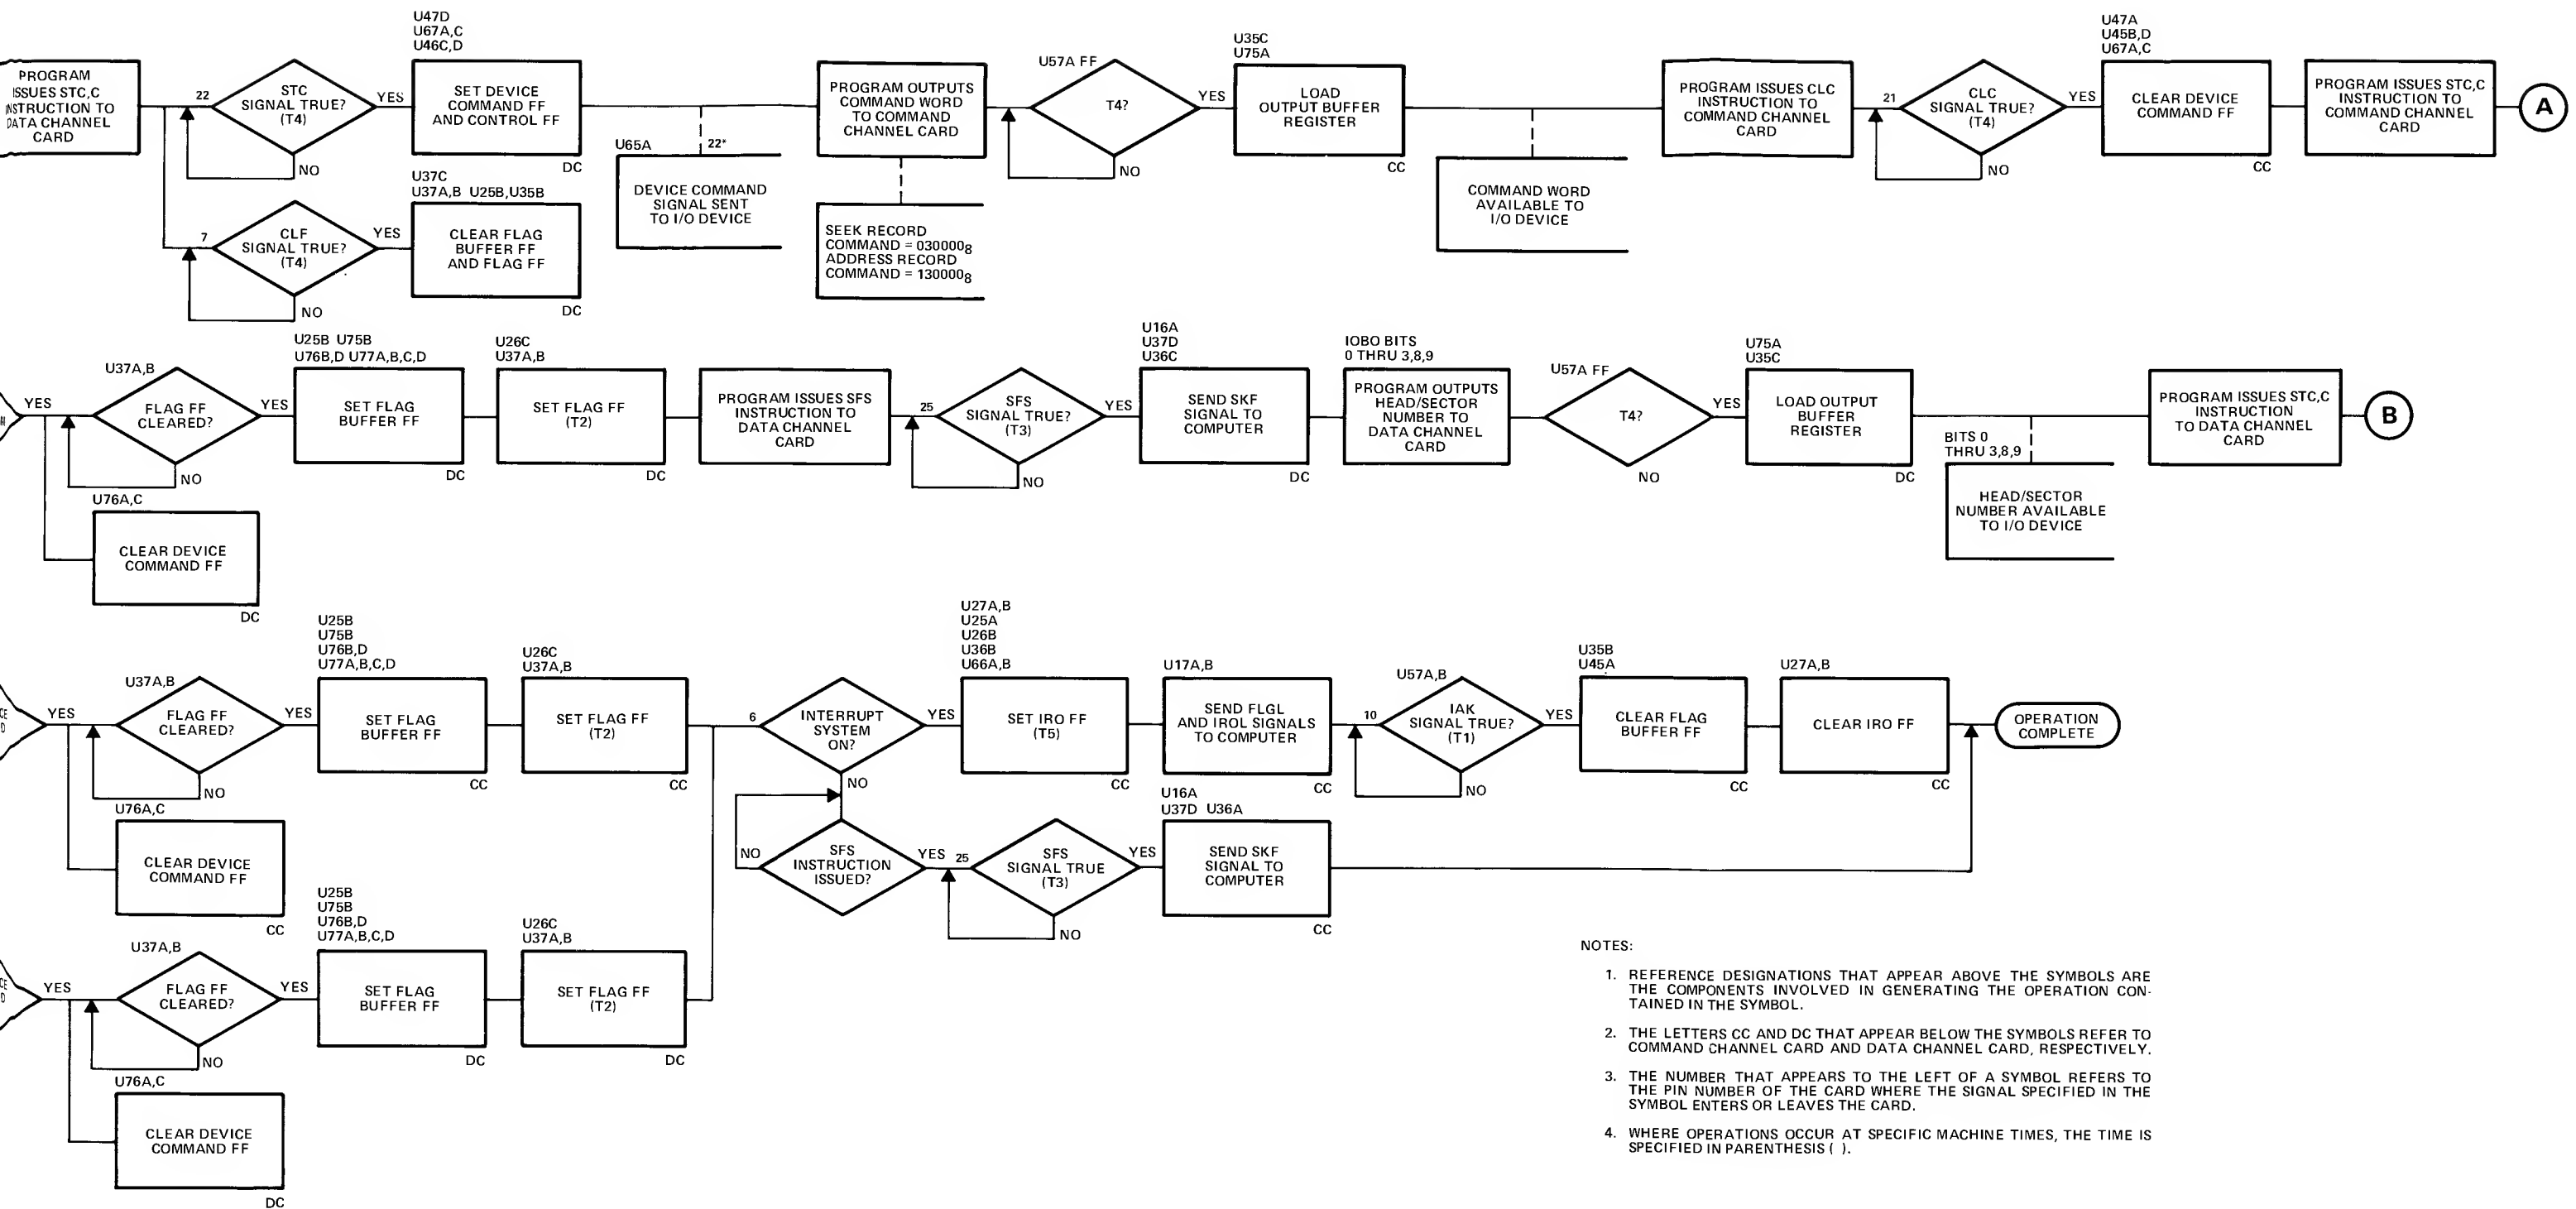 PROGRAM
ISSUES STC,C
INSTRUCTION TO
DATA CHANNEL
CARD
22
STC
SIGNAL TRUE?
(T4)
YES
NO
U47D
U67A,C
U46C,D
SET DEVICE
COMMAND FF
AND CONTROL FF
DC
7
CLF
SIGNAL TRUE?
(T4)
YES
NO
U37C
U37A,B U25B,U35B
CLEAR FLAG
BUFFER FF
AND FLAG FF
DC
U65A
22*
DEVICE COMMAND
SIGNAL SENT
TO I/O DEVICE
PROGRAM OUTPUTS
COMMAND WORD
TO COMMAND
CHANNEL CARD
SEEK RECORD
COMMAND = 0300008
ADDRESS RECORD
COMMAND = 1300008
U57A FF
T4?
YES
NO
U35C
U75A
LOAD
OUTPUT BUFFER
REGISTER
CC
COMMAND WORD
AVAILABLE TO
I/O DEVICE
PROGRAM ISSUES CLC
INSTRUCTION TO
COMMAND CHANNEL
CARD
21
CLC
SIGNAL TRUE?
(T4)
YES
NO
U47A
U45B,D
U67A,C
CLEAR DEVICE
COMMAND FF
CC
PROGRAM ISSUES STC,C
INSTRUCTION TO
COMMAND CHANNEL
CARD
A
YES
U37A,B
FLAG FF
CLEARED?
YES
NO
U76A,C
CLEAR DEVICE
COMMAND FF
DC
U25B U75B
U76B,D U77A,B,C,D
SET FLAG
BUFFER FF
DC
U26C
U37A,B
SET FLAG FF
(T2)
DC
PROGRAM ISSUES SFS
INSTRUCTION TO
DATA CHANNEL
CARD
25
SFS
SIGNAL TRUE?
(T3)
YES
NO
U16A
U37D
U36C
SEND SKF
SIGNAL TO
COMPUTER
DC
IOBO BITS
0 THRU 3,8,9
PROGRAM OUTPUTS
HEAD/SECTOR
NUMBER TO
DATA CHANNEL
CARD
U57A FF
T4?
YES
NO
U75A
U35C
LOAD OUTPUT
BUFFER
REGISTER
DC
BITS 0
THRU 3,8,9
HEAD/SECTOR
NUMBER AVAILABLE
TO I/O DEVICE
PROGRAM ISSUES STC,C
INSTRUCTION
TO DATA CHANNEL
CARD
B
YES
U37A,B
FLAG FF
CLEARED?
YES
NO
U76A,C
CLEAR DEVICE
COMMAND FF
CC
U25B
U75B
U76B,D
U77A,B,C,D
SET FLAG
BUFFER FF
CC
U26C
U37A,B
SET FLAG FF
(T2)
CC
6
INTERRUPT
SYSTEM
ON?
YES
NO
U27A,B
U25A
U26B
U36B
U66A,B
SET IRO FF
(T5)
U17A,B
SEND FLGL
AND IROL SIGNALS
TO COMPUTER
CC
U57A,B
10
IAK
SIGNAL TRUE?
(T1)
YES
NO
U35B
U45A
CLEAR FLAG
BUFFER FF
CC
U27A,B
CLEAR IRO FF
CC
OPERATION
COMPLETE
NO
SFS
INSTRUCTION
ISSUED?
YES
25
SFS
SIGNAL TRUE
(T3)
YES
NO
U16A
U37D U36A
SEND SKF
SIGNAL TO
COMPUTER
CC
YES
U37A,B
FLAG FF
CLEARED?
YES
NO
U76A,C
CLEAR DEVICE
COMMAND FF
DC
U25B
U75B
U76B,D
U77A,B,C,D
SET FLAG
BUFFER FF
DC
U26C
U37A,B
SET FLAG FF
(T2)
DC
NOTES:
1. REFERENCE DESIGNATIONS THAT APPEAR ABOVE THE SYMBOLS ARE
THE COMPONENTS INVOLVED IN GENERATING THE OPERATION CON-
TAINED IN THE SYMBOL.
2. THE LETTERS CC AND DC THAT APPEAR BELOW THE SYMBOLS REFER TO
COMMAND CHANNEL CARD AND DATA CHANNEL CARD, RESPECTIVELY.
3. THE NUMBER THAT APPEARS TO THE LEFT OF A SYMBOL REFERS TO
THE PIN NUMBER OF THE CARD WHERE THE SIGNAL SPECIFIED IN THE
SYMBOL ENTERS OR LEAVES THE CARD.
4. WHERE OPERATIONS OCCUR AT SPECIFIC MACHINE TIMES, THE TIME IS
SPECIFIED IN PARENTHESIS ( ).